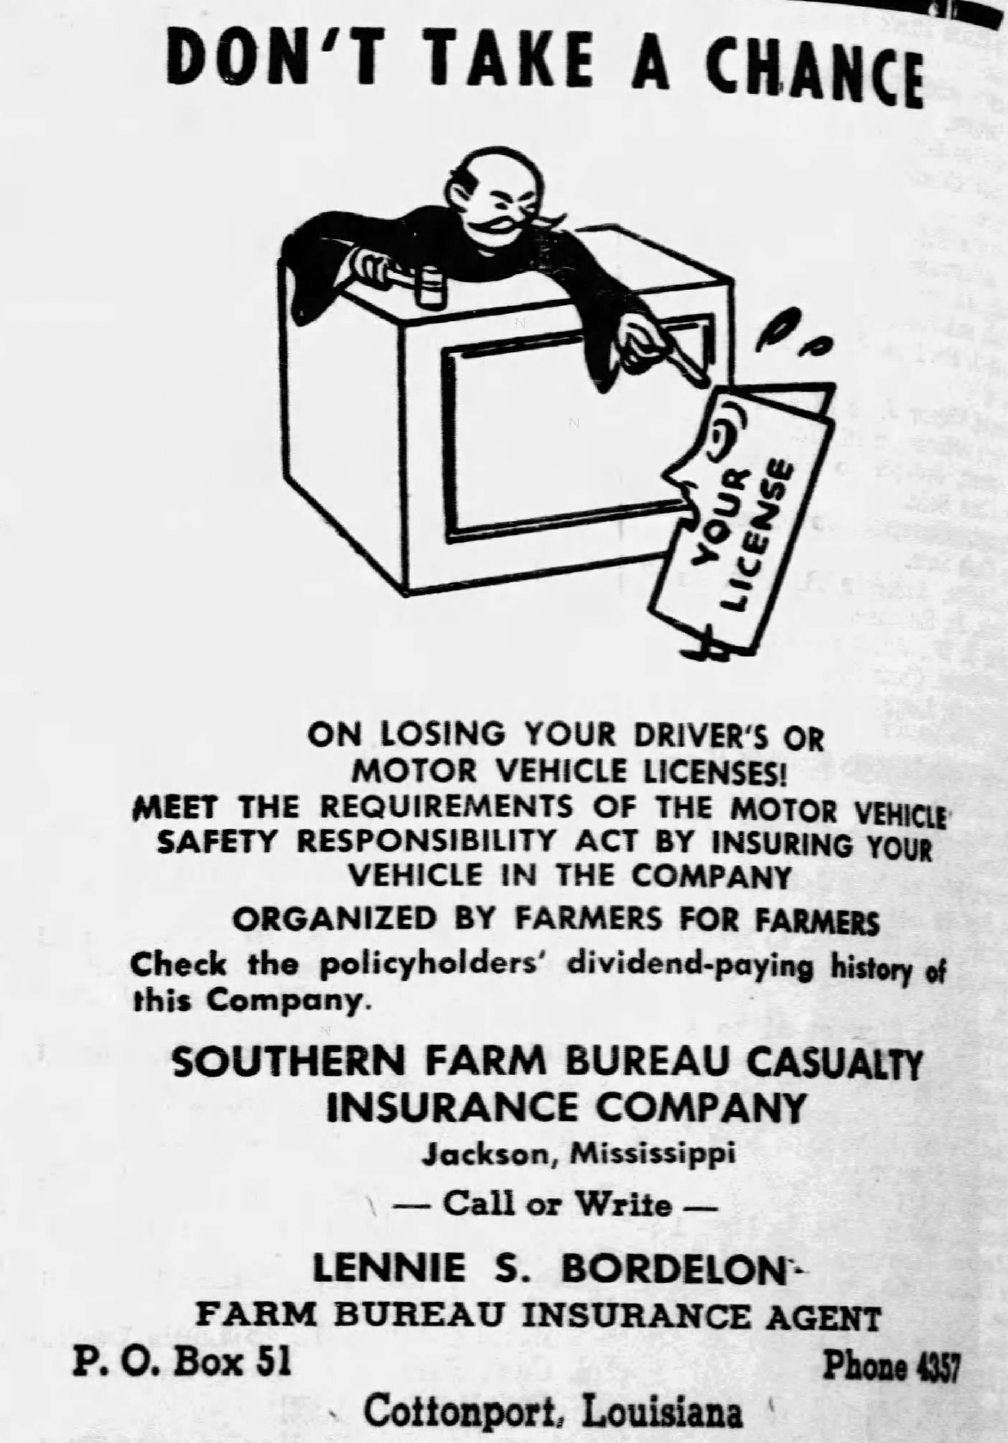 DON'T TAKE A CHANCE
YOUR
LICENSE
ON LOSING YOUR DRIVER'S OR
MOTOR VEHICLE LICENSES!
MEET THE REQUIREMENTS OF THE MOTOR VEHICLE
SAFETY RESPONSIBILITY ACT BY INSURING YOUR
VEHICLE IN THE COMPANY
ORGANIZED BY FARMERS FOR FARMERS
Check the policyholders' dividend-paying history of
this Company.
SOUTHERN FARM BUREAU CASUALTY
INSURANCE COMPANY
Jackson, Mississippi
— Call or Write —
LENNIE S. BORDELON
FARM BUREAU INSURANCE AGENT
P. O. Box 51 Phone 4357
Cottonport, Louisiana